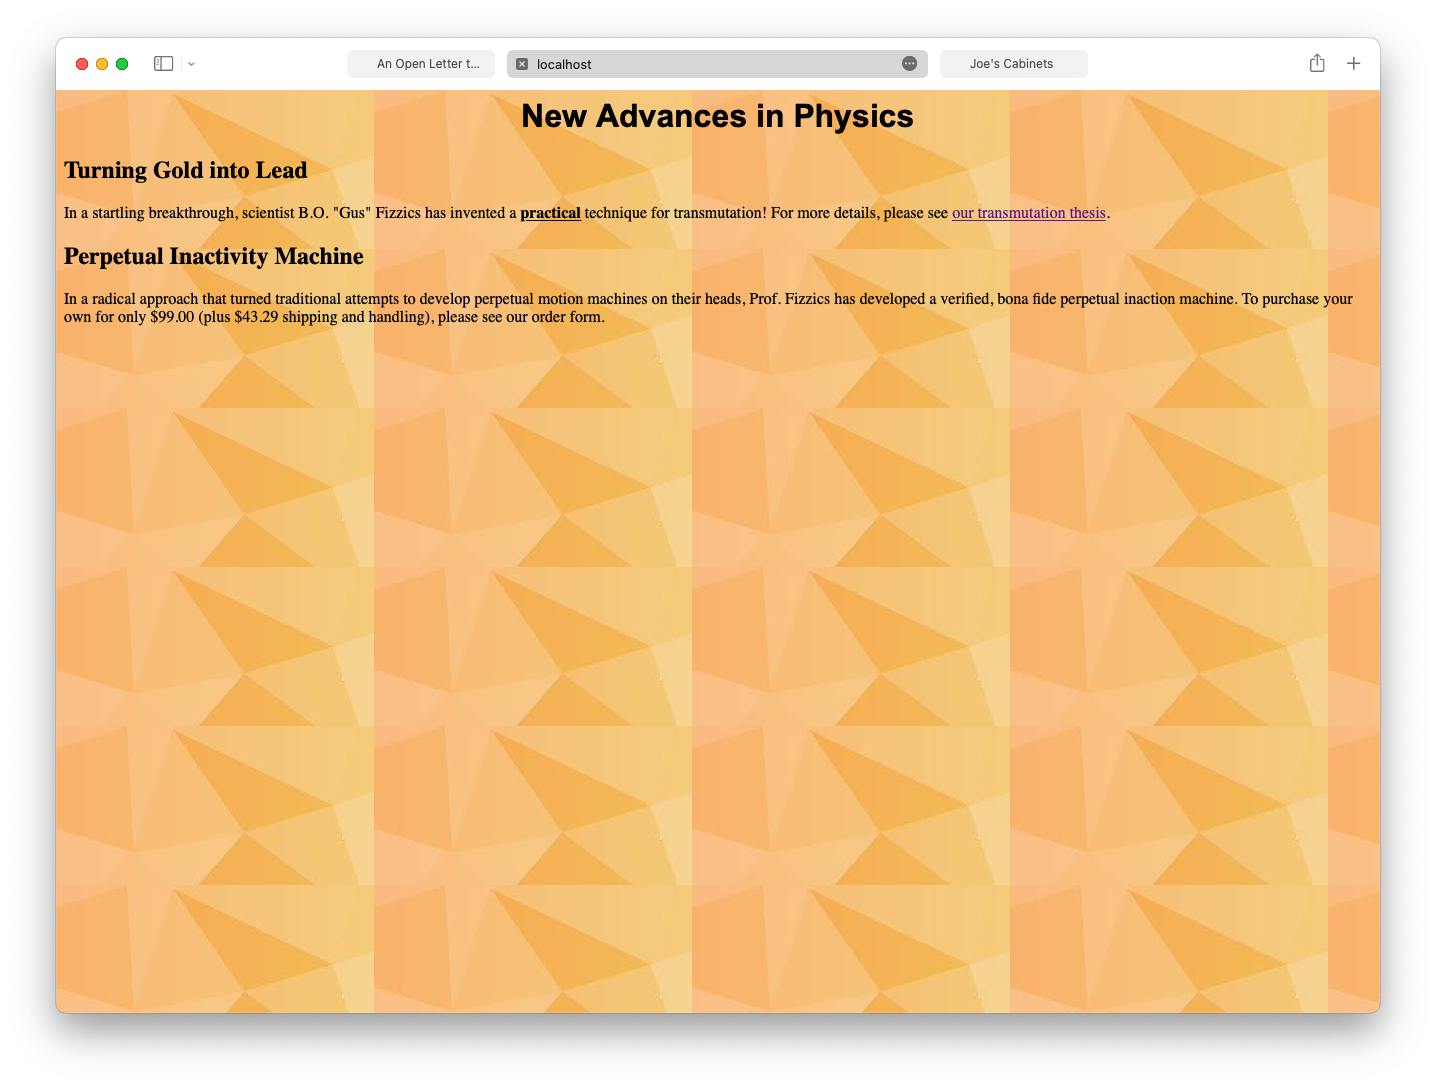 An Open Letter t...
localhost
Joe's Cabinets
New Advances in Physics
Turning Gold into Lead
In a startling breakthrough, scientist B.O. "Gus" Fizzics has invented a practical technique for transmutation! For more details, please see our transmutation thesis.
Perpetual Inactivity Machine
In a radical approach that turned traditional attempts to develop perpetual motion machines on their heads, Prof. Fizzics has developed a verified, bona fide perpetual inaction machine. To purchase your
own for only $99.00 (plus $43.29 shipping and handling), please see our order form.